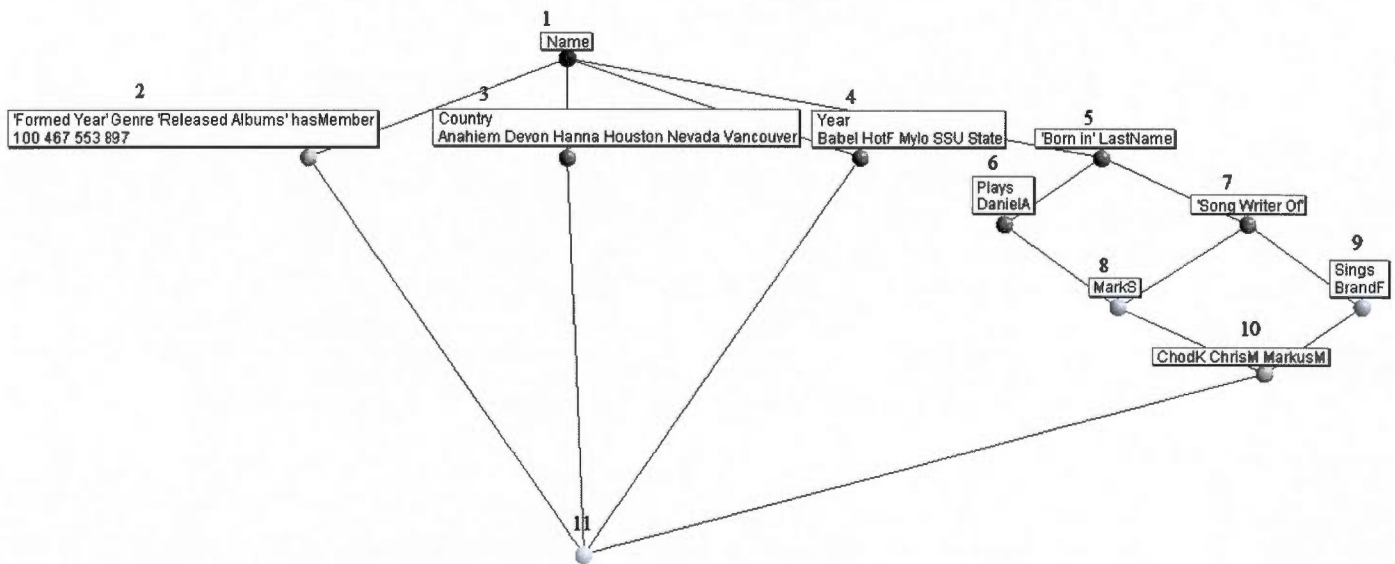 1
Name
2
'Formed Year' Genre 'Released Albums' hasMember
100 467 553 897
3
Country
Anahiem Devon Hanna Houston Nevada Vancouver
4
Year
Babel HotF Mylo SSU State
5
'Born in' LastName
6
Plays
DanielA
7
'Song Writer Of'
8
MarkS
9
Sings
BrandF
10
ChodK ChrisM MarkusM
11